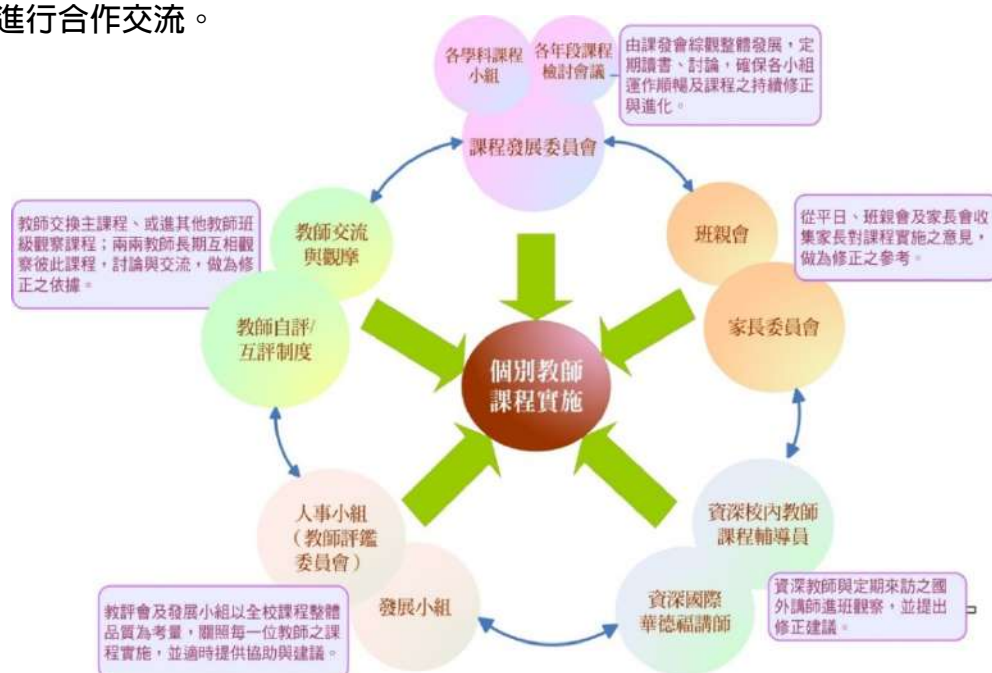 進行合作交流。
各學科課程
小組
各年段課程
檢討會議
課程發展委員會
由課發會綜觀整體發展，定
期讀書、討論，確保各小組
運作順暢及課程之持續修正
與進化。
教師交換主課程、或進其他教師班
級觀察課程；兩兩教師長期互相觀
察彼此課程，討論與交流，做為修
正之依據。
教師交流
與觀摩
教師自評/
互評制度
班親會
家長委員會
從平日、班親會及家長會收
集家長對課程實施之意見，
做為修正之參考。
個別教師
課程實施
人事小組
（教師評鑑
委員會）
發展小組
教評會及發展小組以全校課程整體
品質為考量，關照每一位教師之課
程實施，並適時提供協助與建議。
資深校內教師
課程輔導員
資深國際
華德福講師
資深教師與定期來訪之國
外講師進班觀察，並提出
修正建議。